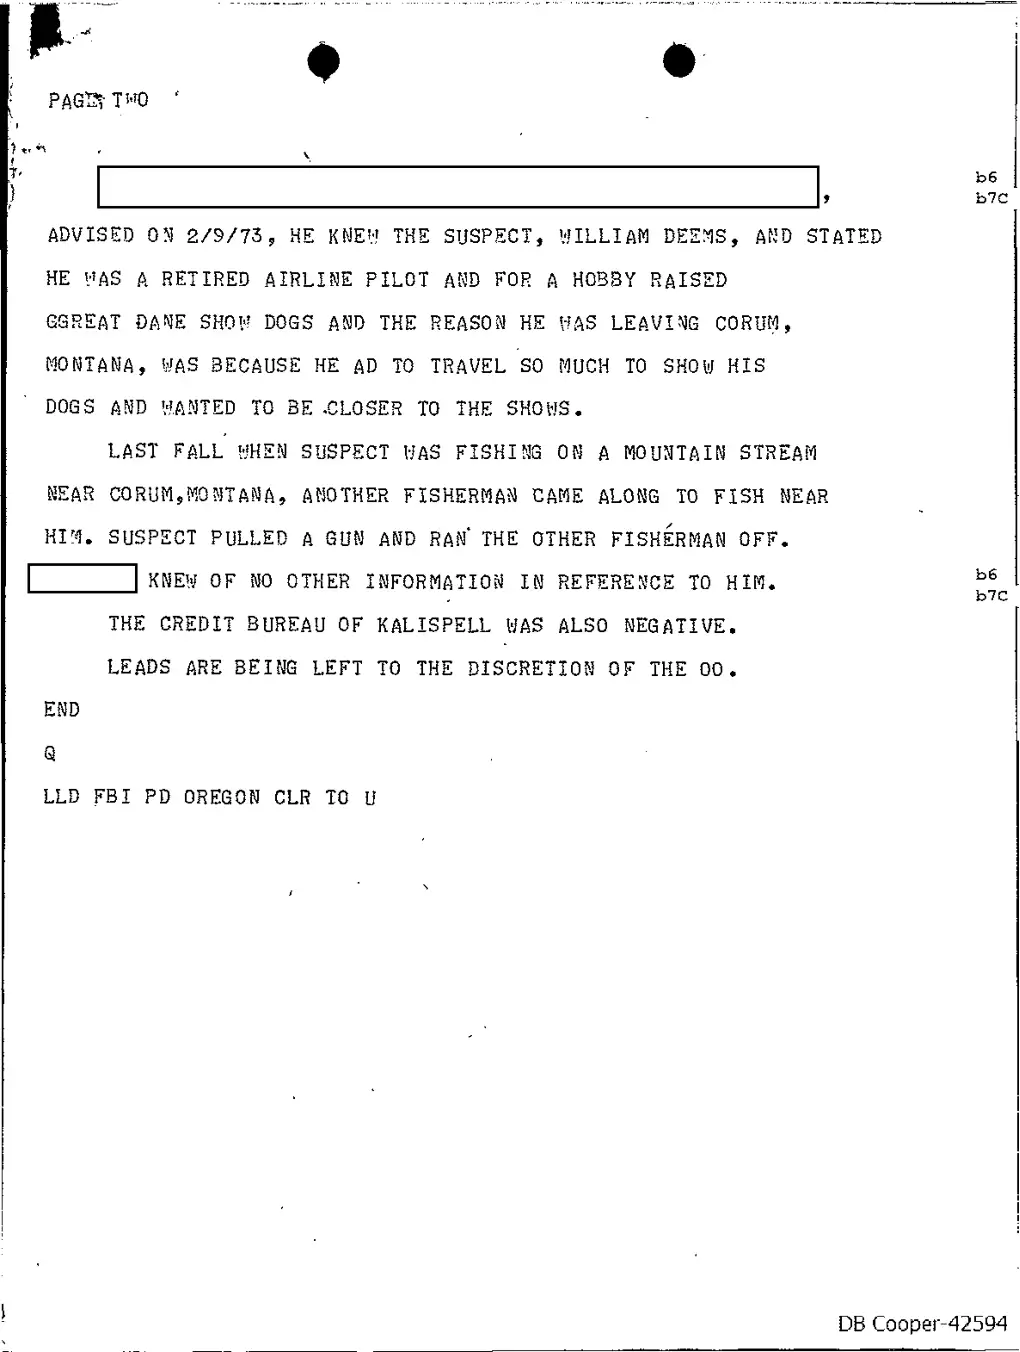 PAGE TWO
b6
b7C
,
ADVISED ON 2/9/73, HE KNEW THE SUSPECT, WILLIAM DEEMS, AND STATED
HE WAS A RETIRED AIRLINE PILOT AND FOR A HOBBY RAISED
GGREAT DANE SHOW DOGS AND THE REASON HE WAS LEAVING CORUM,
MONTANA, WAS BECAUSE HE AD TO TRAVEL SO MUCH TO SHOW HIS
DOGS AND WANTED TO BE CLOSER TO THE SHOWS.
LAST FALL WHEN SUSPECT WAS FISHING ON A MOUNTAIN STREAM
NEAR CORUM,MONTANA, ANOTHER FISHERMAN CAME ALONG TO FISH NEAR
HIM. SUSPECT PULLED A GUN AND RAN THE OTHER FISHERMAN OFF.
KNEW OF NO OTHER INFORMATION IN REFERENCE TO HIM.
b6
b7C
THE CREDIT BUREAU OF KALISPELL WAS ALSO NEGATIVE.
LEADS ARE BEING LEFT TO THE DISCRETION OF THE OO.
END
Q
LLD FBI PD OREGON CLR TO U
DB Cooper-42594